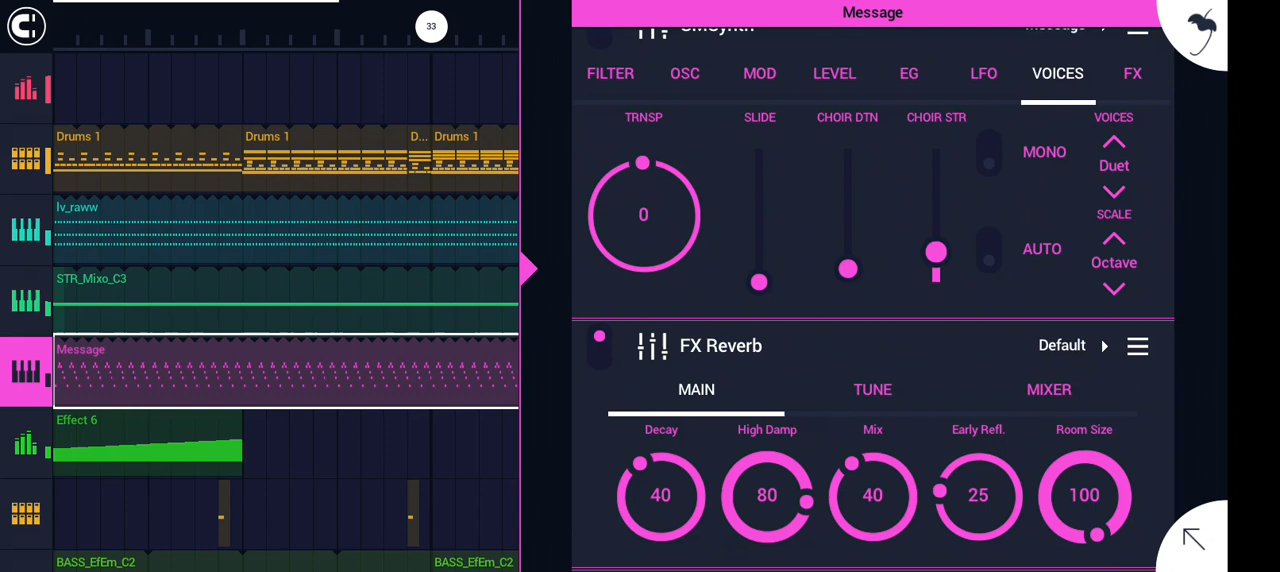 33
Message
FILTER OSC MOD LEVEL EG LFO VOICES FX
TRNSP SLIDE CHOIR DTN CHOIR STR VOICES
Drums 1 Drums 1 D... Drums 1
MONO
Duet
lv_raww
0
SCALE
AUTO
Octave
STR_Mixo_C3
Message
FX Reverb Default
MAIN TUNE MIXER
Effect 6
Decay High Damp Mix Early Refl. Room Size
40 80 40 25 100
BASS_EfEm_C2 BASS_EfEm_C2